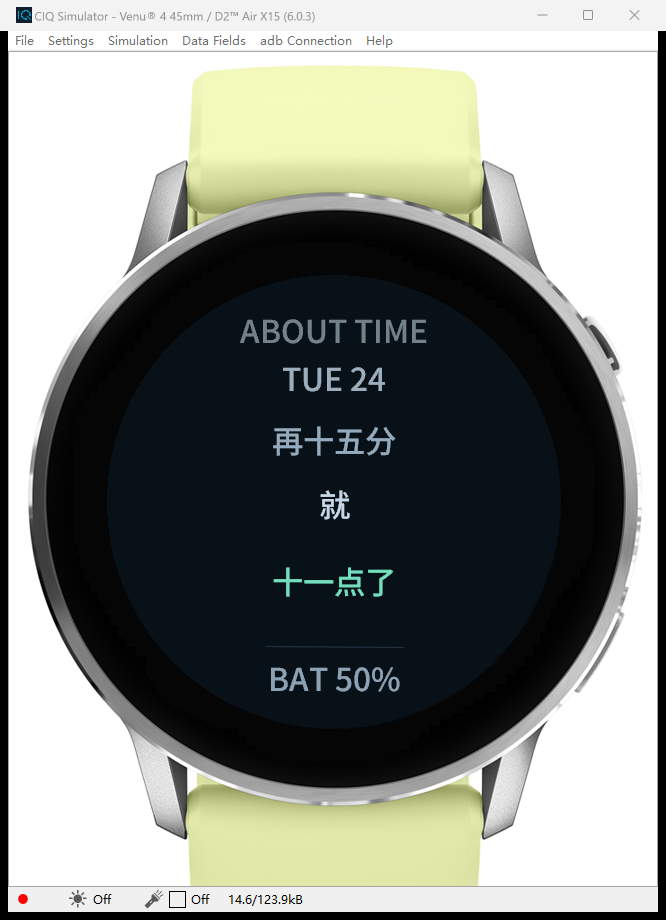 CIQ Simulator - Venu® 4 45mm / D2™ Air X15 (6.0.3)
File Settings Simulation Data Fields adb Connection Help
ABOUT TIME
TUE 24
再十五分
就
十一点了
BAT 50%
Off Off 14.6/123.9kB